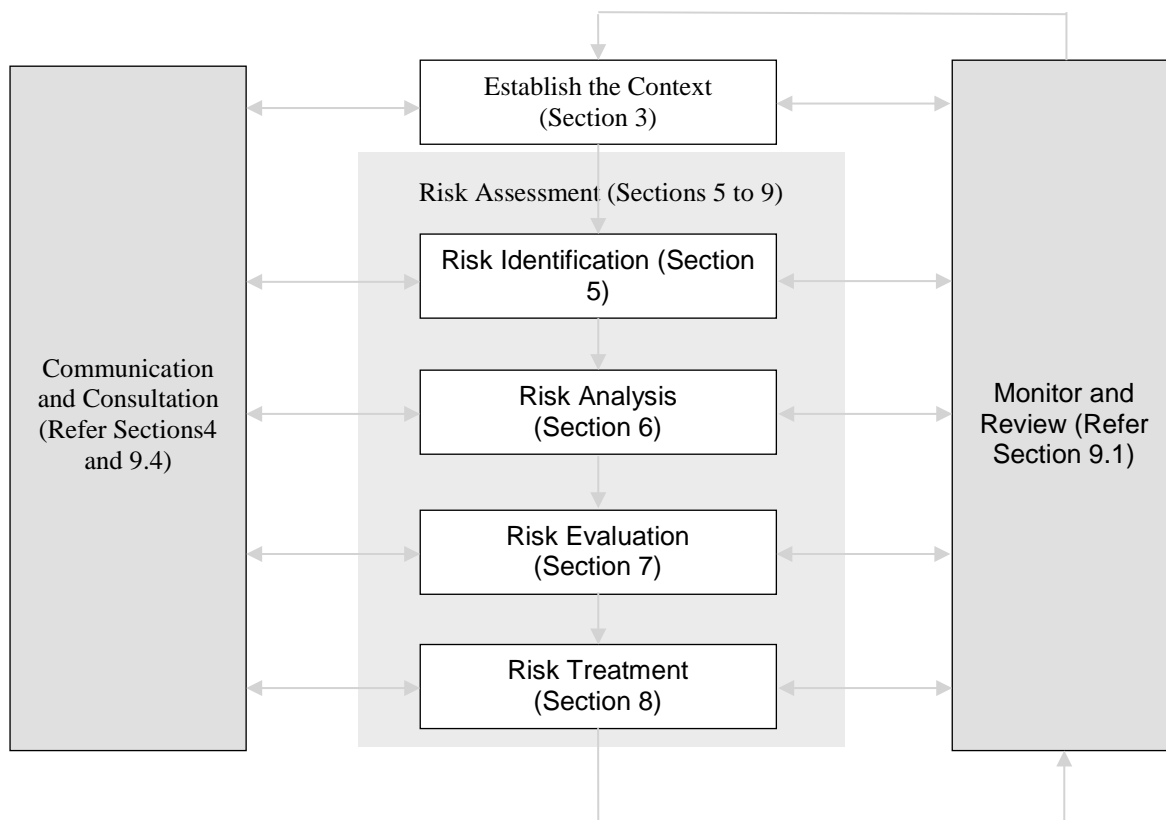 Establish the Context
(Section 3)
Risk Assessment (Sections 5 to 9)
Risk Identification (Section
5)
Communication
and Consultation
(Refer Sections4
and 9.4)
Risk Analysis
(Section 6)
Monitor and
Review (Refer
Section 9.1)
Risk Evaluation
(Section 7)
Risk Treatment
(Section 8)